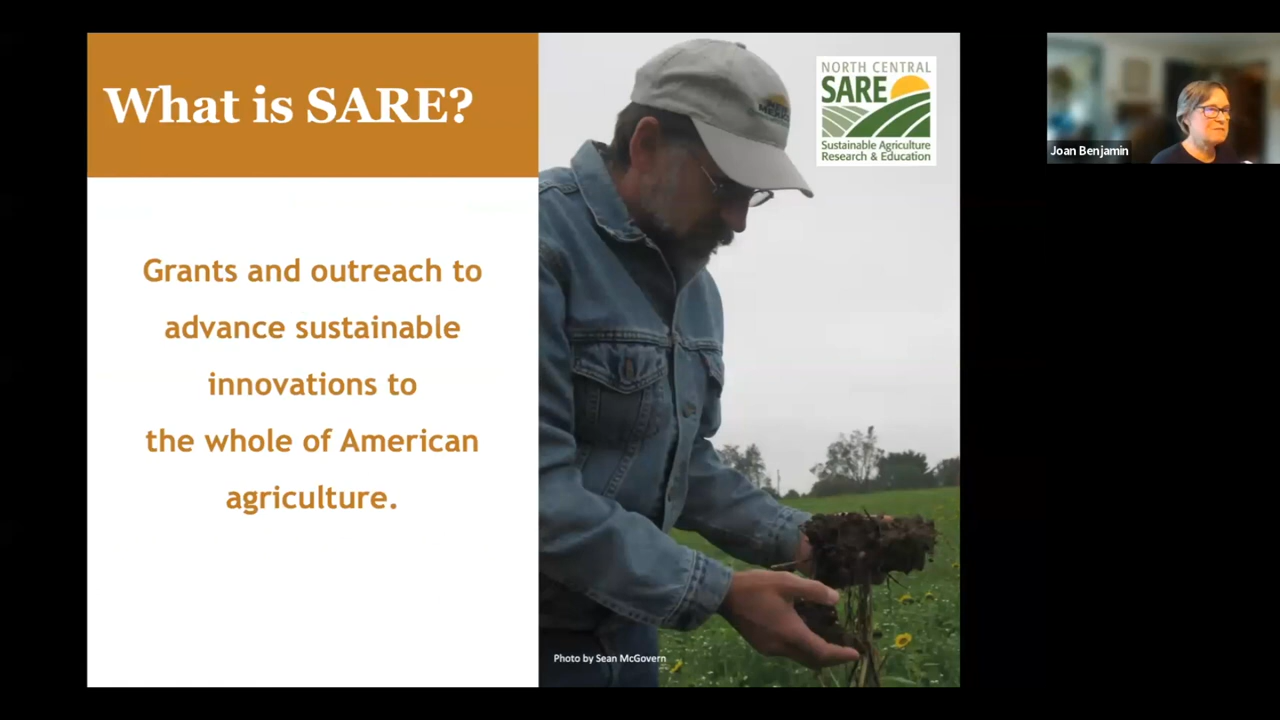 What is SARE?
Grants and outreach to
advance sustainable
innovations to
the whole of American
agriculture.
NORTH CENTRAL
SARE
Sustainable Agriculture
Research & Education
Photo by Sean McGovern
Joan Benjamin